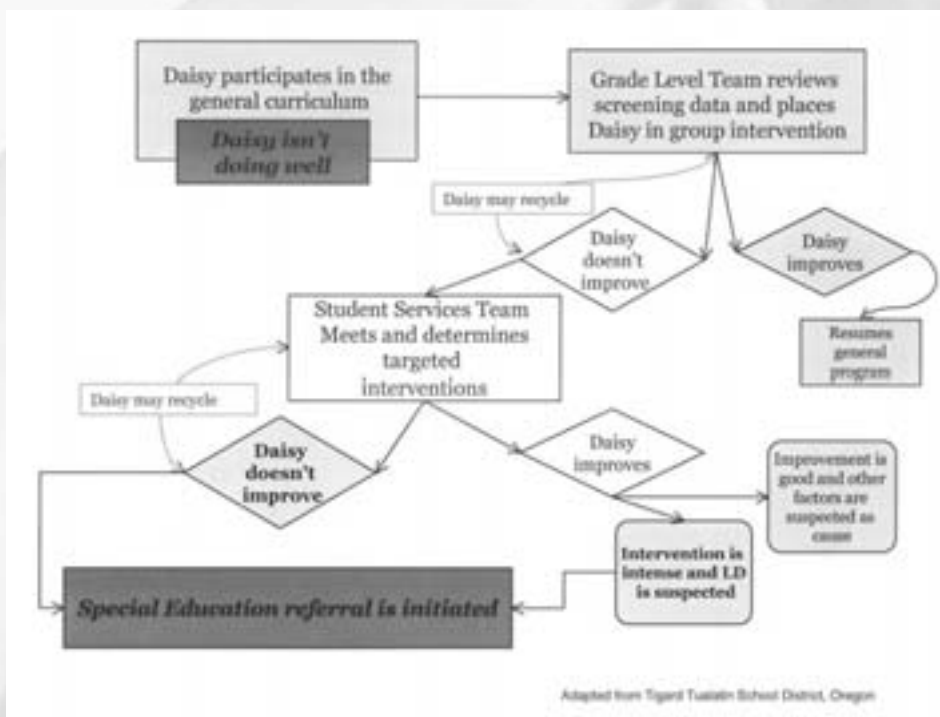 Daisy participates in the
general curriculum
Daisy isn't
doing well
Grade Level Team reviews
screening data and places
Daisy in group intervention
Daisy may recycle
Daisy
doesn't
improve
Daisy
improves
Resumes
general
program
Student Services Team
Meets and determines
targeted
interventions
Daisy may recycle
Daisy
doesn't
improve
Daisy
improves
Improvement is
good and other
factors are
suspected as
cause
Intervention is
intense and LD
is suspected
Special Education referral is initiated
Adapted from Tigard Tualatin School District, Oregon